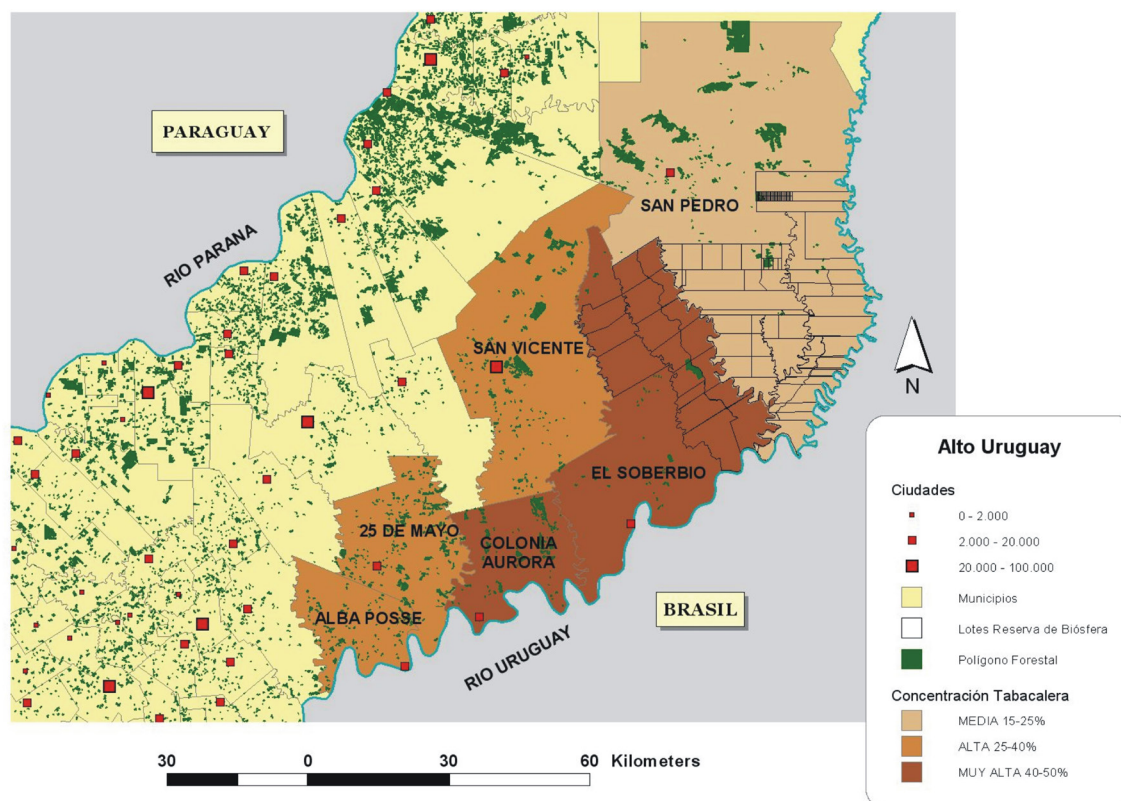 PARAGUAY
RIO PARANA
SAN PEDRO
SAN VICENTE
EL SOBERBIO
25 DE MAYO
COLONIA
AURORA
ALBA POSSE
RIO URUGUAY
BRASIL
N
30 0 30 60 Kilometers
Alto Uruguay
Ciudades
0 - 2.000
2.000 - 20.000
20.000 - 100.000
Municipios
Lotes Reserva de Biósfera
Polígono Forestal
Concentración Tabacalera
MEDIA 15-25%
ALTA 25-40%
MUY ALTA 40-50%